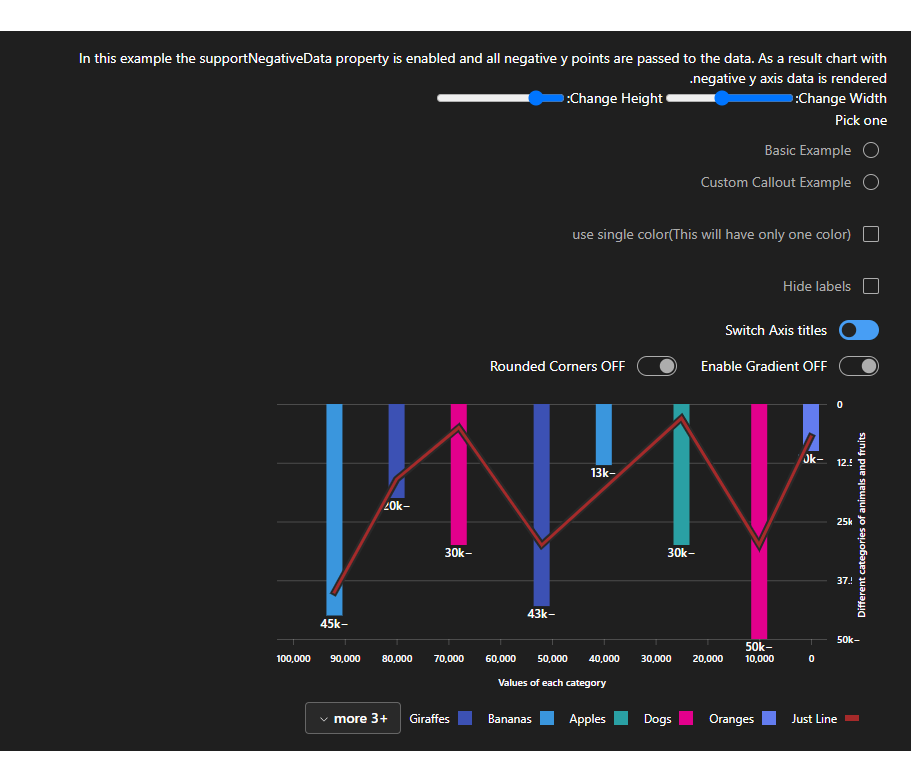 In this example the supportNegativeData property is enabled and all negative y points are passed to the data. As a result chart with
.negative y axis data is rendered
:Change Height :Change Width
Pick one
Basic Example
Custom Callout Example
use single color(This will have only one color)
Hide labels
Switch Axis titles
Rounded Corners OFF Enable Gradient OFF
0
13k–
20k–
25k
30k–
30k–
43k–
45k–
50k–
50k–
Different categories of animals and fruits
100,000 90,000 80,000 70,000 60,000 50,000 40,000 30,000 20,000 10,000 0
Values of each category
more 3+ Giraffes Bananas Apples Dogs Oranges Just Line